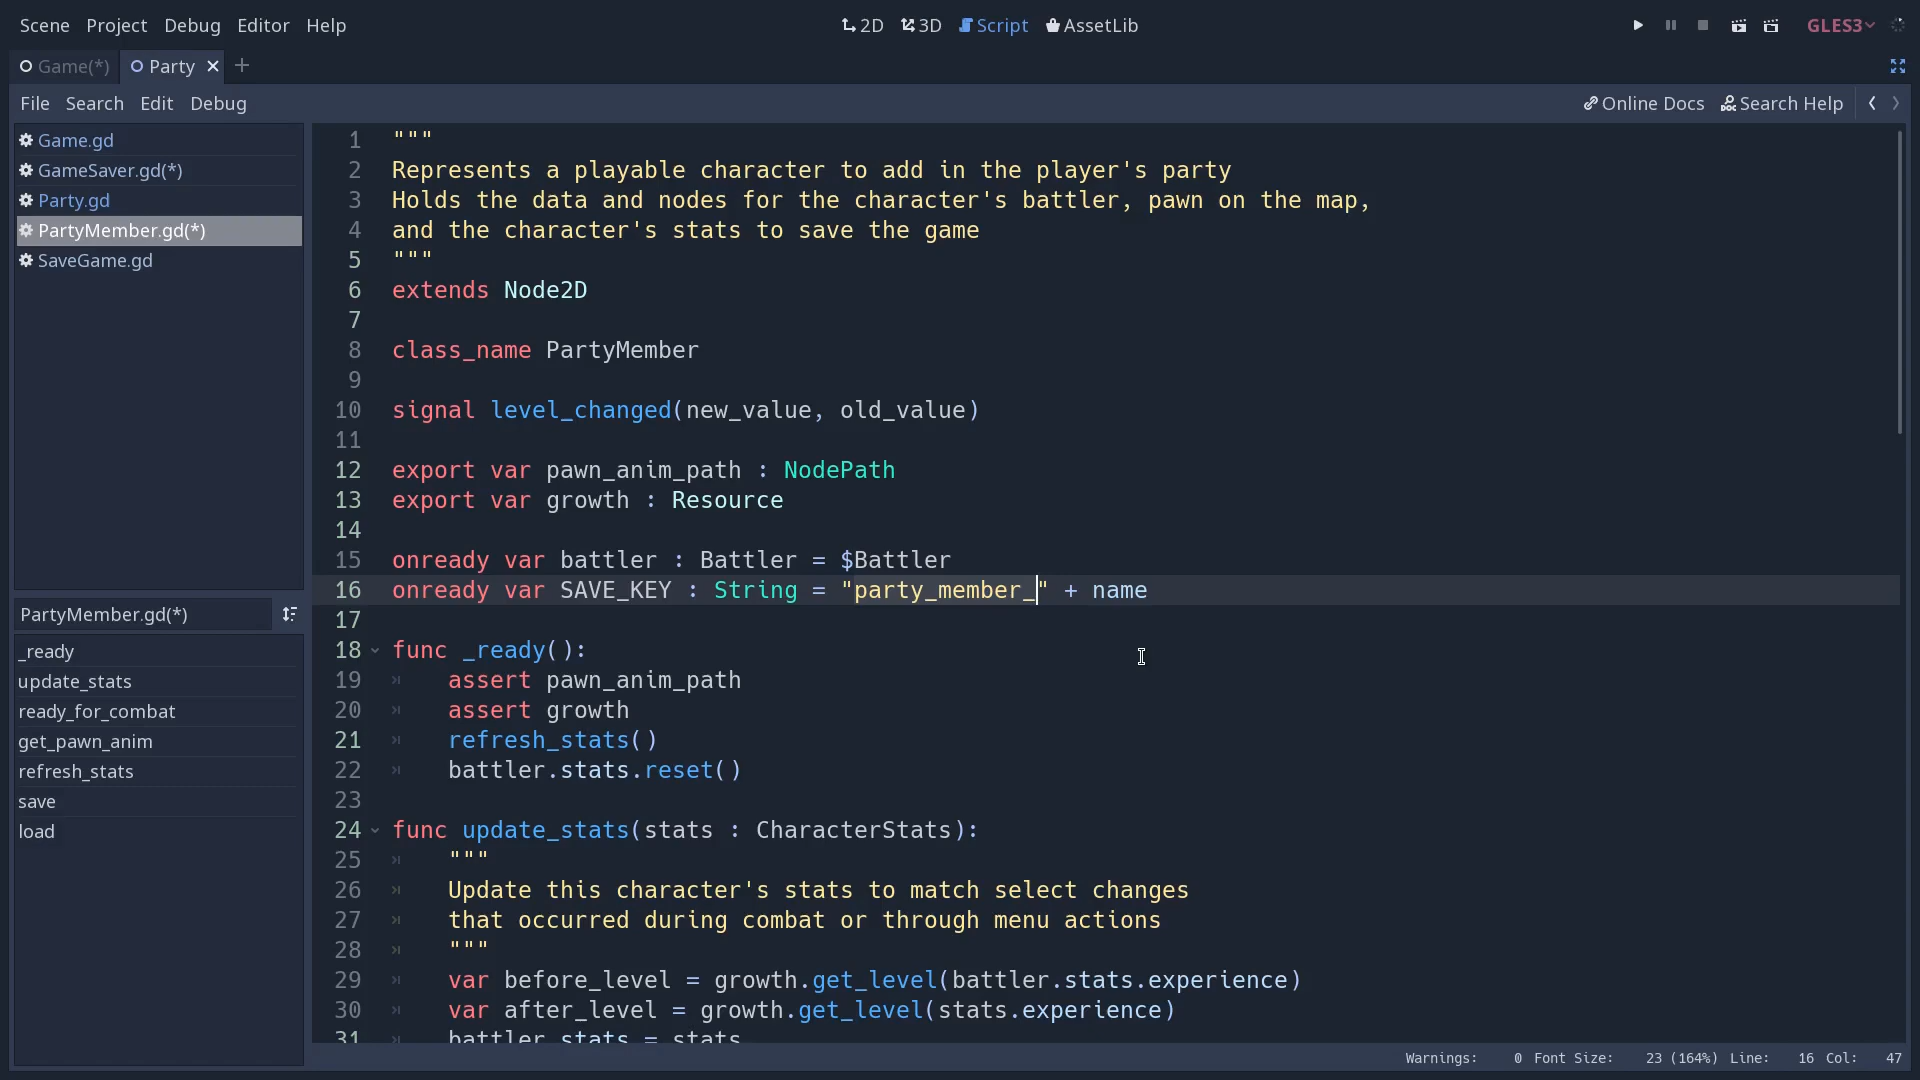 Scene Project Debug Editor Help
2D 3D Script AssetLib
GLES3
Game(*) Party
File Search Edit Debug
Online Docs Search Help
Game.gd
GameSaver.gd(*)
Party.gd
PartyMember.gd(*)
SaveGame.gd
PartyMember.gd(*)
_ready
update_stats
ready_for_combat
get_pawn_anim
refresh_stats
save
load
1 """
2 Represents a playable character to add in the player's party
3 Holds the data and nodes for the character's battler, pawn on the map,
4 and the character's stats to save the game
5 """
6 extends Node2D
7
8 class_name PartyMember
9
10 signal level_changed(new_value, old_value)
11
12 export var pawn_anim_path : NodePath
13 export var growth : Resource
14
15 onready var battler : Battler = $Battler
16 onready var SAVE_KEY : String = "party_member_" + name
17
18 func _ready():
19 assert pawn_anim_path
20 assert growth
21 refresh_stats()
22 battler.stats.reset()
23
24 func update_stats(stats : CharacterStats):
25 """
26 Update this character's stats to match select changes
27 that occurred during combat or through menu actions
28 """
29 var before_level = growth.get_level(battler.stats.experience)
30 var after_level = growth.get_level(stats.experience)
31 battler.stats = stats
Warnings: 0 Font Size: 23 (164%) Line: 16 Col: 47